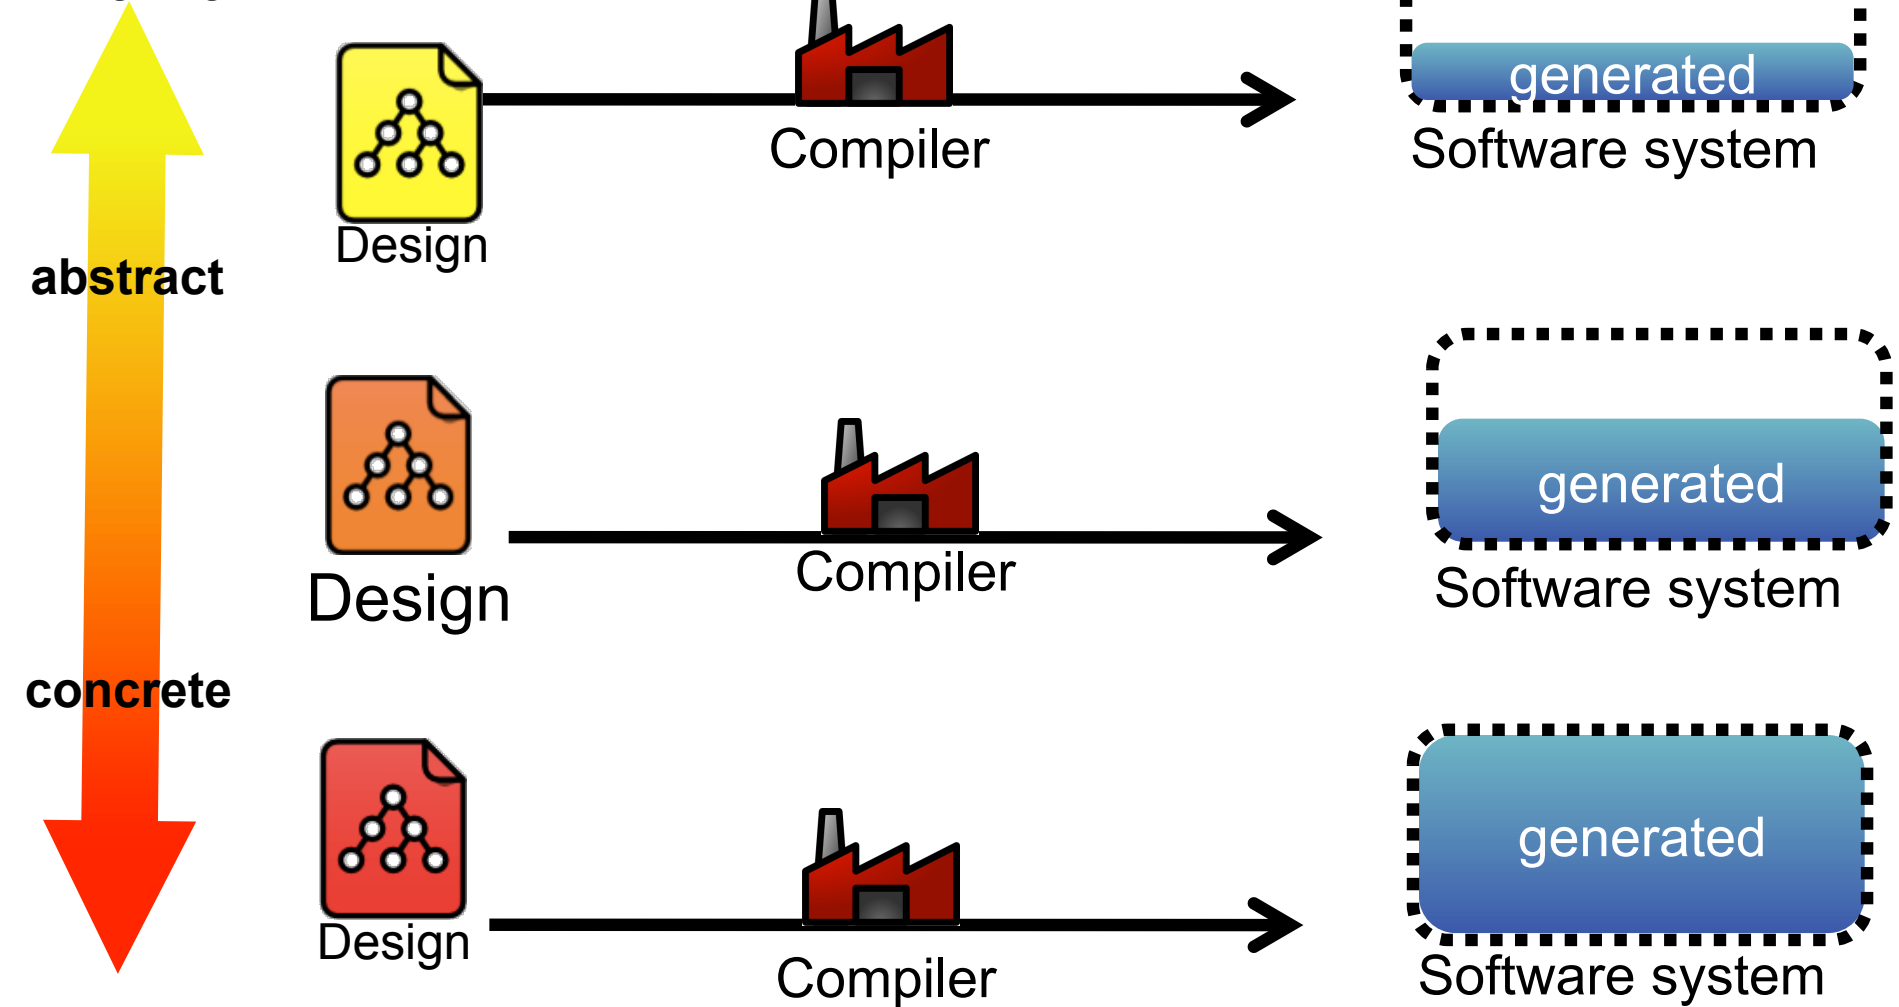 generated
Compiler
Software system
Design
abstract
generated
Compiler
Design
Software system
concrete
generated
Design
Compiler
Software system